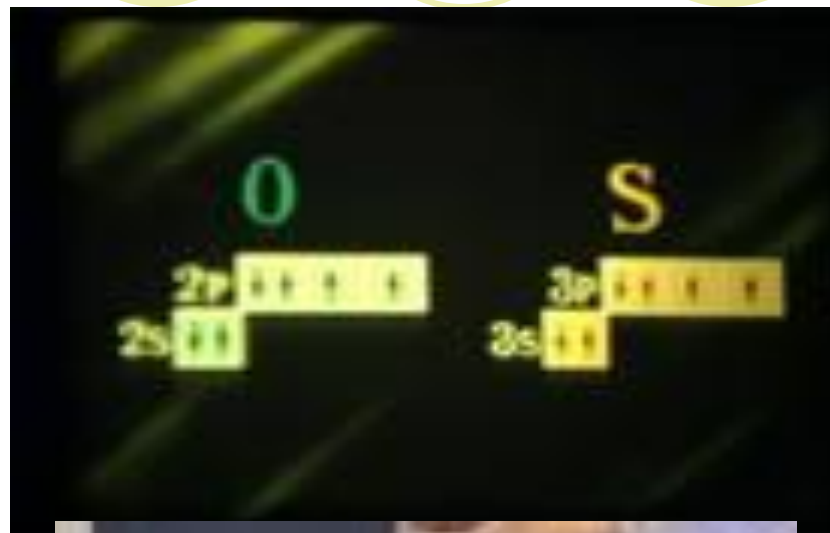 O S
2p ↓↑ ↑ ↑ 3p ↓↑ ↑ ↑
2s ↓↑ 3s ↓↑